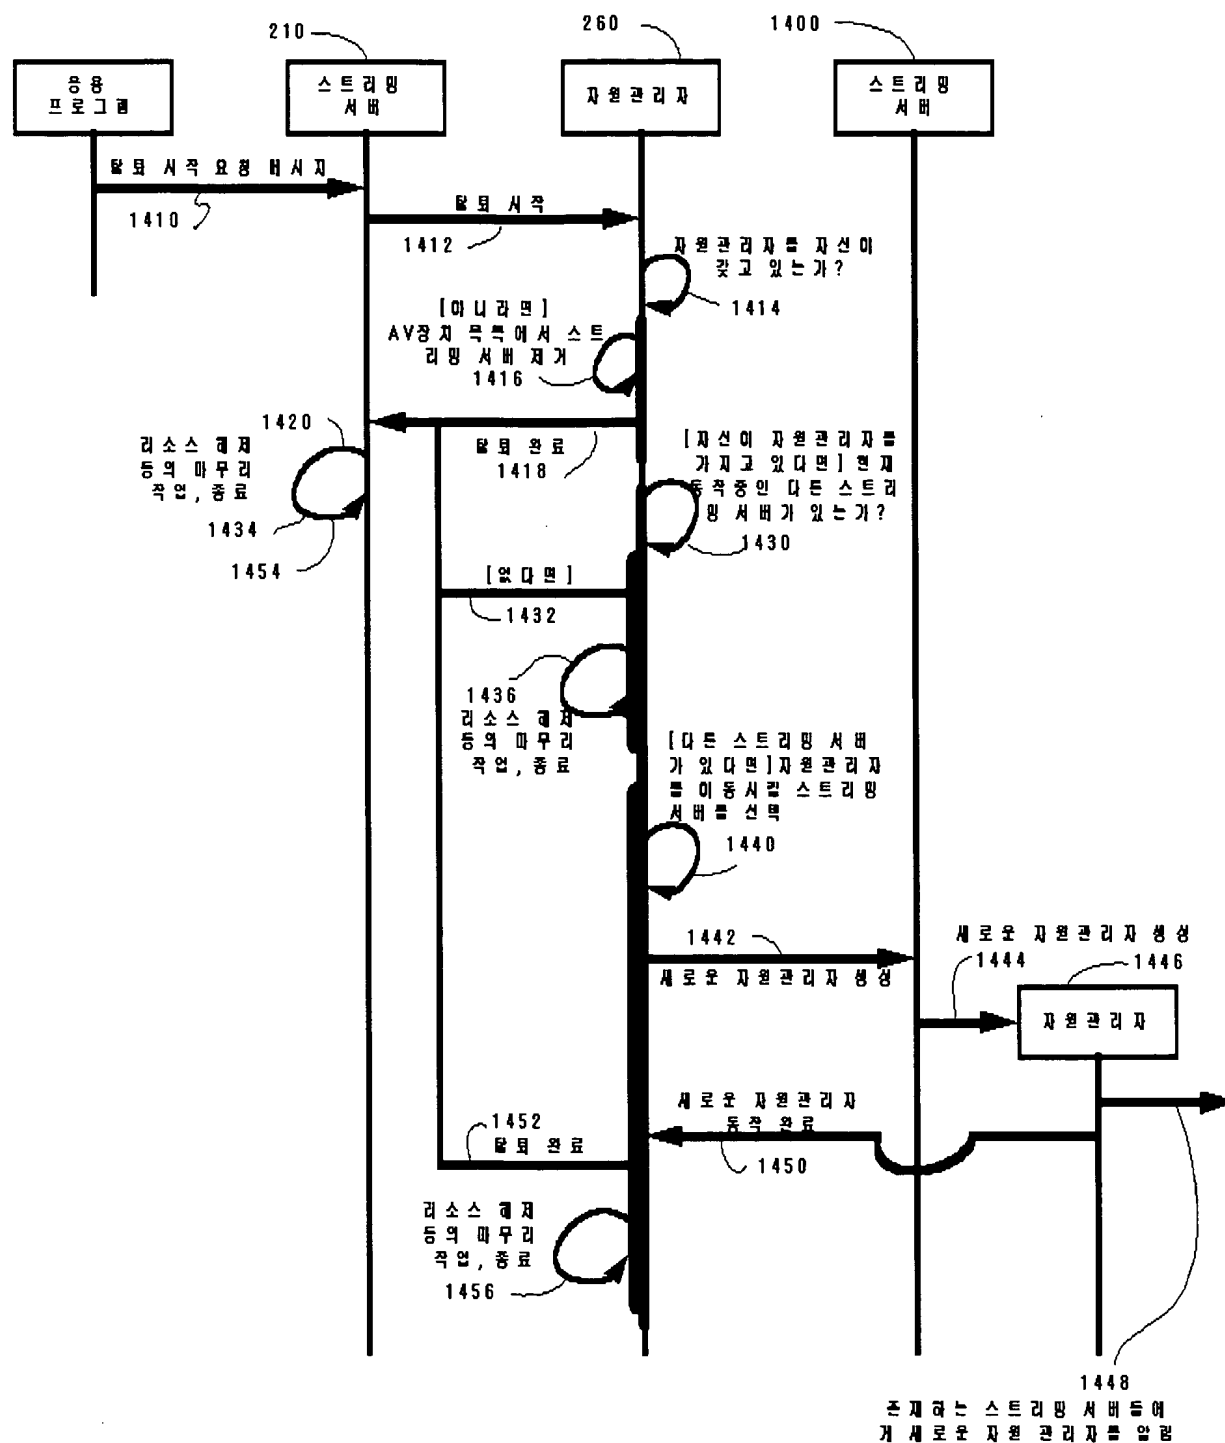 210
260
1400
응용
프로그램
스트리밍
서버
자원관리자
스트리밍
서버
탈퇴 시작 요청 메시지
1410
탈퇴 시작
1412
자원관리자를 자신이
갖고 있는가?
1414
[아니라면]
AV장치 목록에서 스트
리밍 서버 제거
1416
1420
리소스 해제
등의 마무리
작업, 종료
1434
1454
탈퇴 완료
1418
[자신이 자원관리자를
가지고 있다면] 현재
동작중인 다른 스트리
밍 서버가 있는가?
1430
[없다면]
1432
1436
리소스 해제
등의 마무리
작업, 종료
[다른 스트리밍 서버
가 있다면]자원관리자
를 이동시킬 스트리밍
서버를 선택
1440
1442
새로운 자원관리자 생성
새로운 자원관리자 생성
1444
1446
자원관리자
새로운 자원관리자
동작 완료
1450
1452
탈퇴 완료
리소스 해제
등의 마무리
작업, 종료
1456
1448
존재하는 스트리밍 서버들에
게 새로운 자원 관리자를 알림